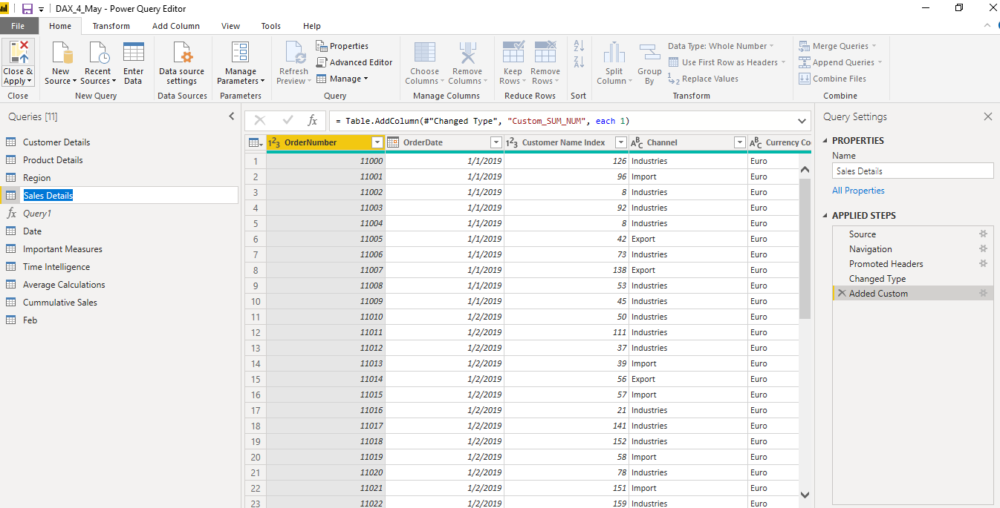 DAX_4_May - Power Query Editor
File Home Transform Add Column View Tools Help
Close & Apply
New Source
Recent Sources
Enter Data
Data source settings
Manage Parameters
Refresh Preview
Properties
Advanced Editor
Manage
Choose Columns
Remove Columns
Keep Rows
Remove Rows
Split Column
Group By
Data Type: Whole Number
Use First Row as Headers
Replace Values
Merge Queries
Append Queries
Combine Files
Close New Query Data Sources Parameters Query Manage Columns Reduce Rows Sort Transform Combine
Queries [11]
Customer Details
Product Details
Region
Sales Details
fx Query1
Date
Important Measures
Time Intelligence
Average Calculations
Cummulative Sales
Feb
fx = Table.AddColumn(#"Changed Type", "Custom_SUM_NUM", each 1)
OrderNumber OrderDate Customer Name Index Channel Currency Co
1 11000 1/1/2019 126 Industries Euro
2 11001 1/1/2019 96 Import Euro
3 11002 1/1/2019 8 Industries Euro
4 11003 1/1/2019 92 Industries Euro
5 11004 1/1/2019 8 Industries Euro
6 11005 1/1/2019 42 Export Euro
7 11006 1/1/2019 73 Industries Euro
8 11007 1/1/2019 138 Export Euro
9 11008 1/1/2019 53 Industries Euro
10 11009 1/1/2019 45 Industries Euro
11 11010 1/2/2019 50 Industries Euro
12 11011 1/2/2019 111 Industries Euro
13 11012 1/2/2019 37 Industries Euro
14 11013 1/2/2019 39 Import Euro
15 11014 1/2/2019 56 Export Euro
16 11015 1/2/2019 57 Import Euro
17 11016 1/2/2019 21 Industries Euro
18 11017 1/2/2019 141 Industries Euro
19 11018 1/2/2019 152 Industries Euro
20 11019 1/2/2019 58 Import Euro
21 11020 1/2/2019 78 Industries Euro
22 11021 1/2/2019 151 Import Euro
23 11022 1/2/2019 159 Industries Euro
Query Settings
PROPERTIES
Name
Sales Details
All Properties
APPLIED STEPS
Source
Navigation
Promoted Headers
Changed Type
Added Custom